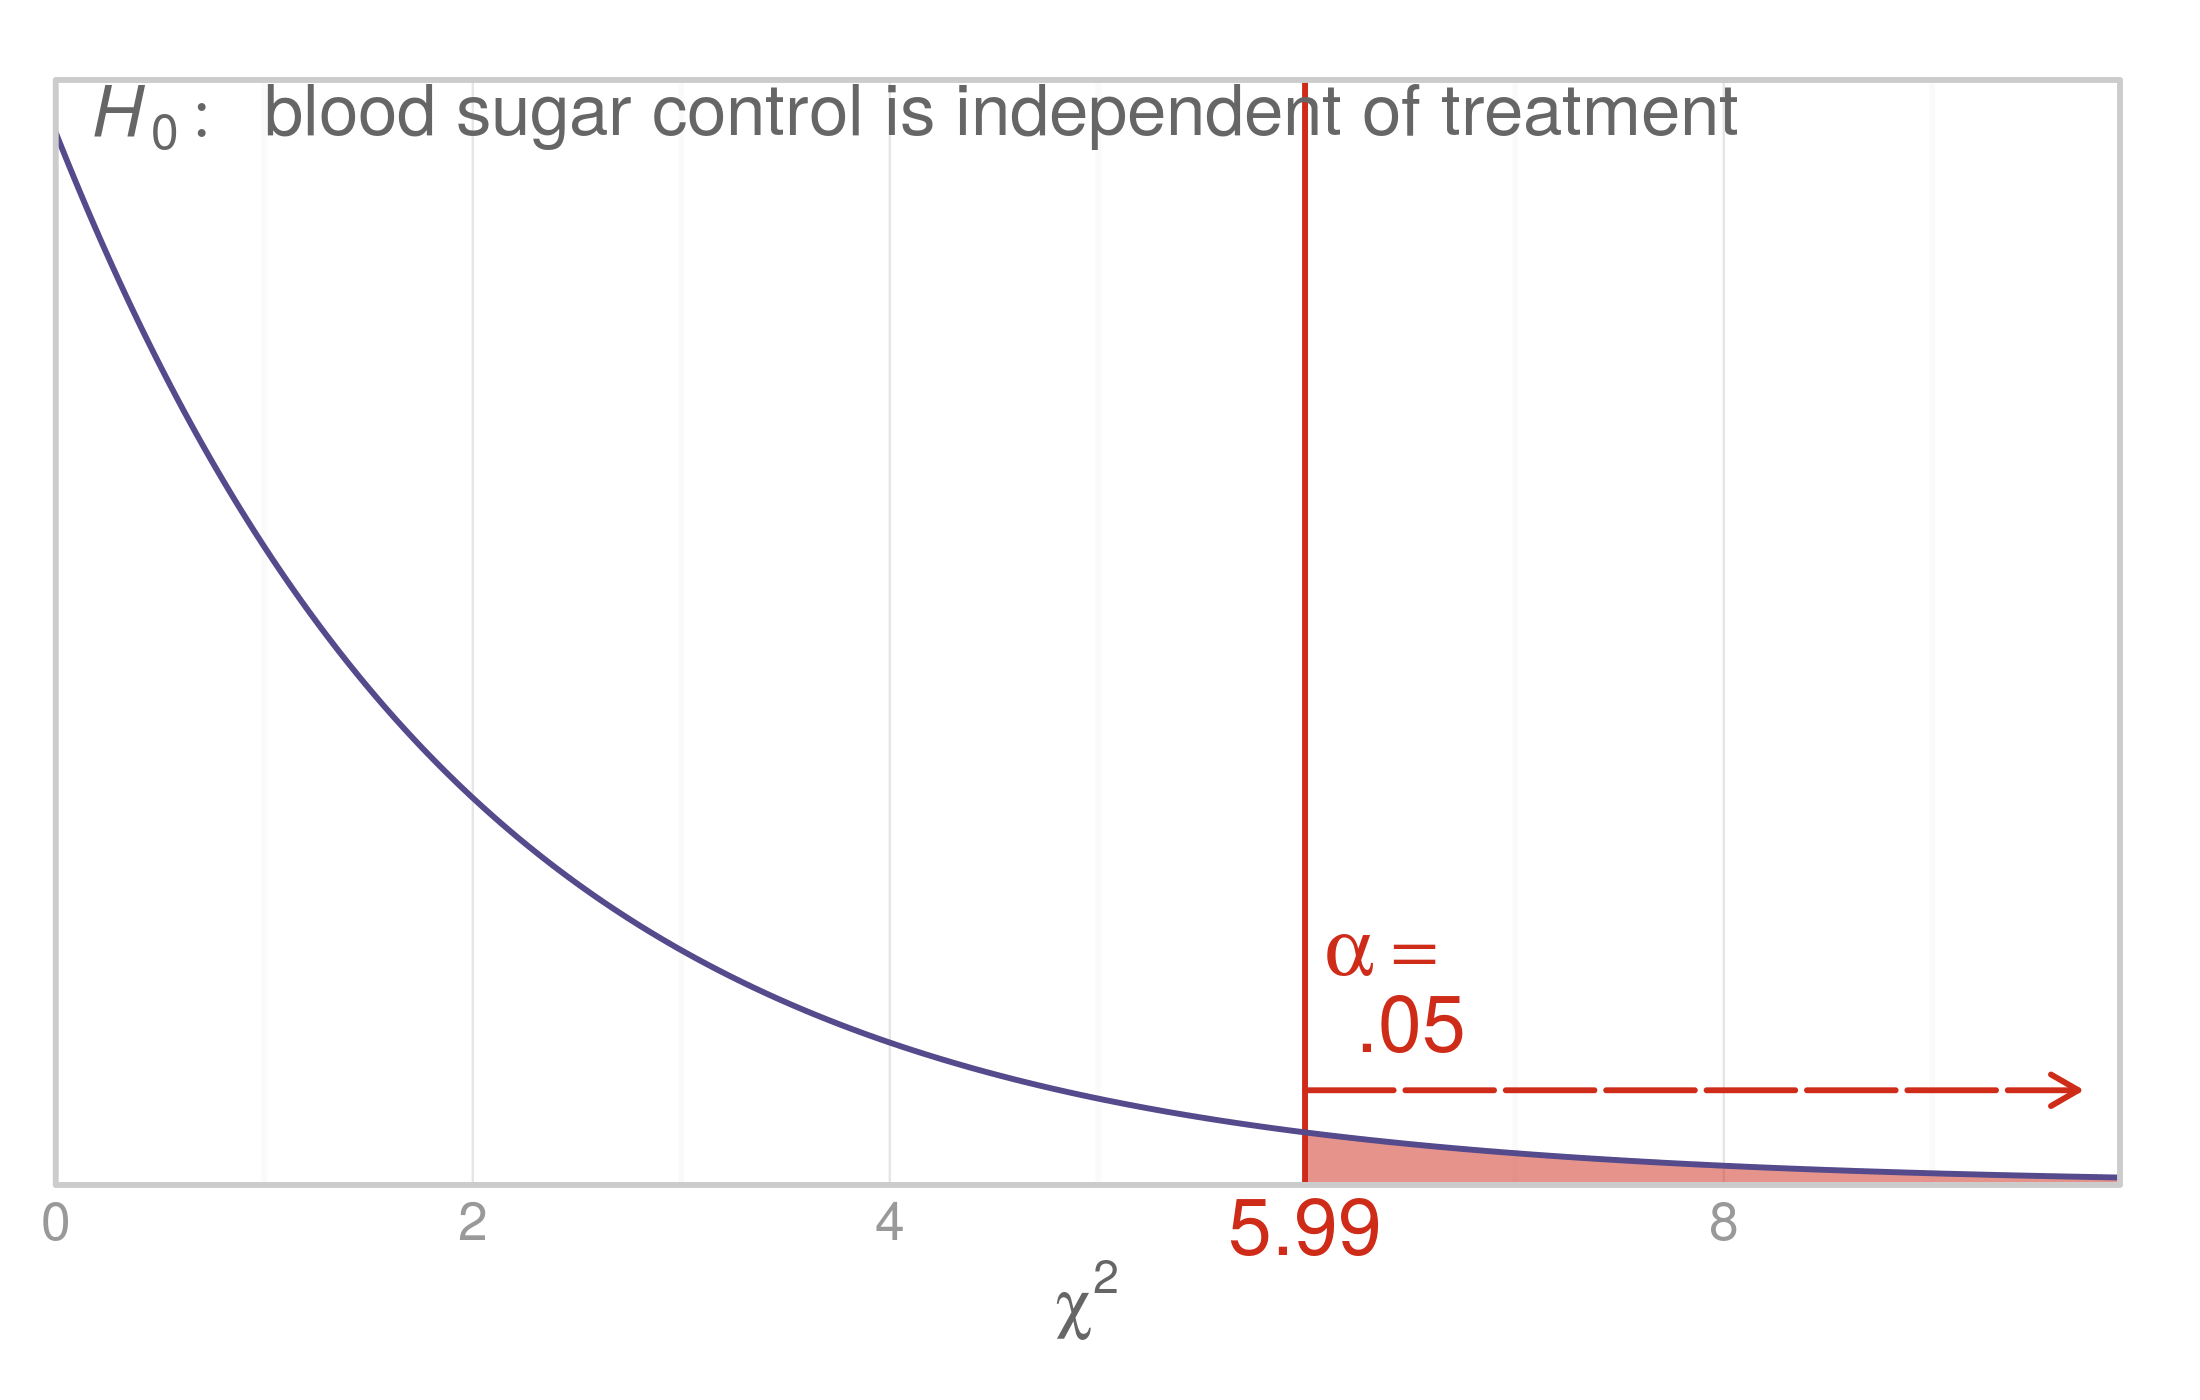 H₀ : blood sugar control is independent of treatment
α =
.05
0 2 4 5.99 8
χ²